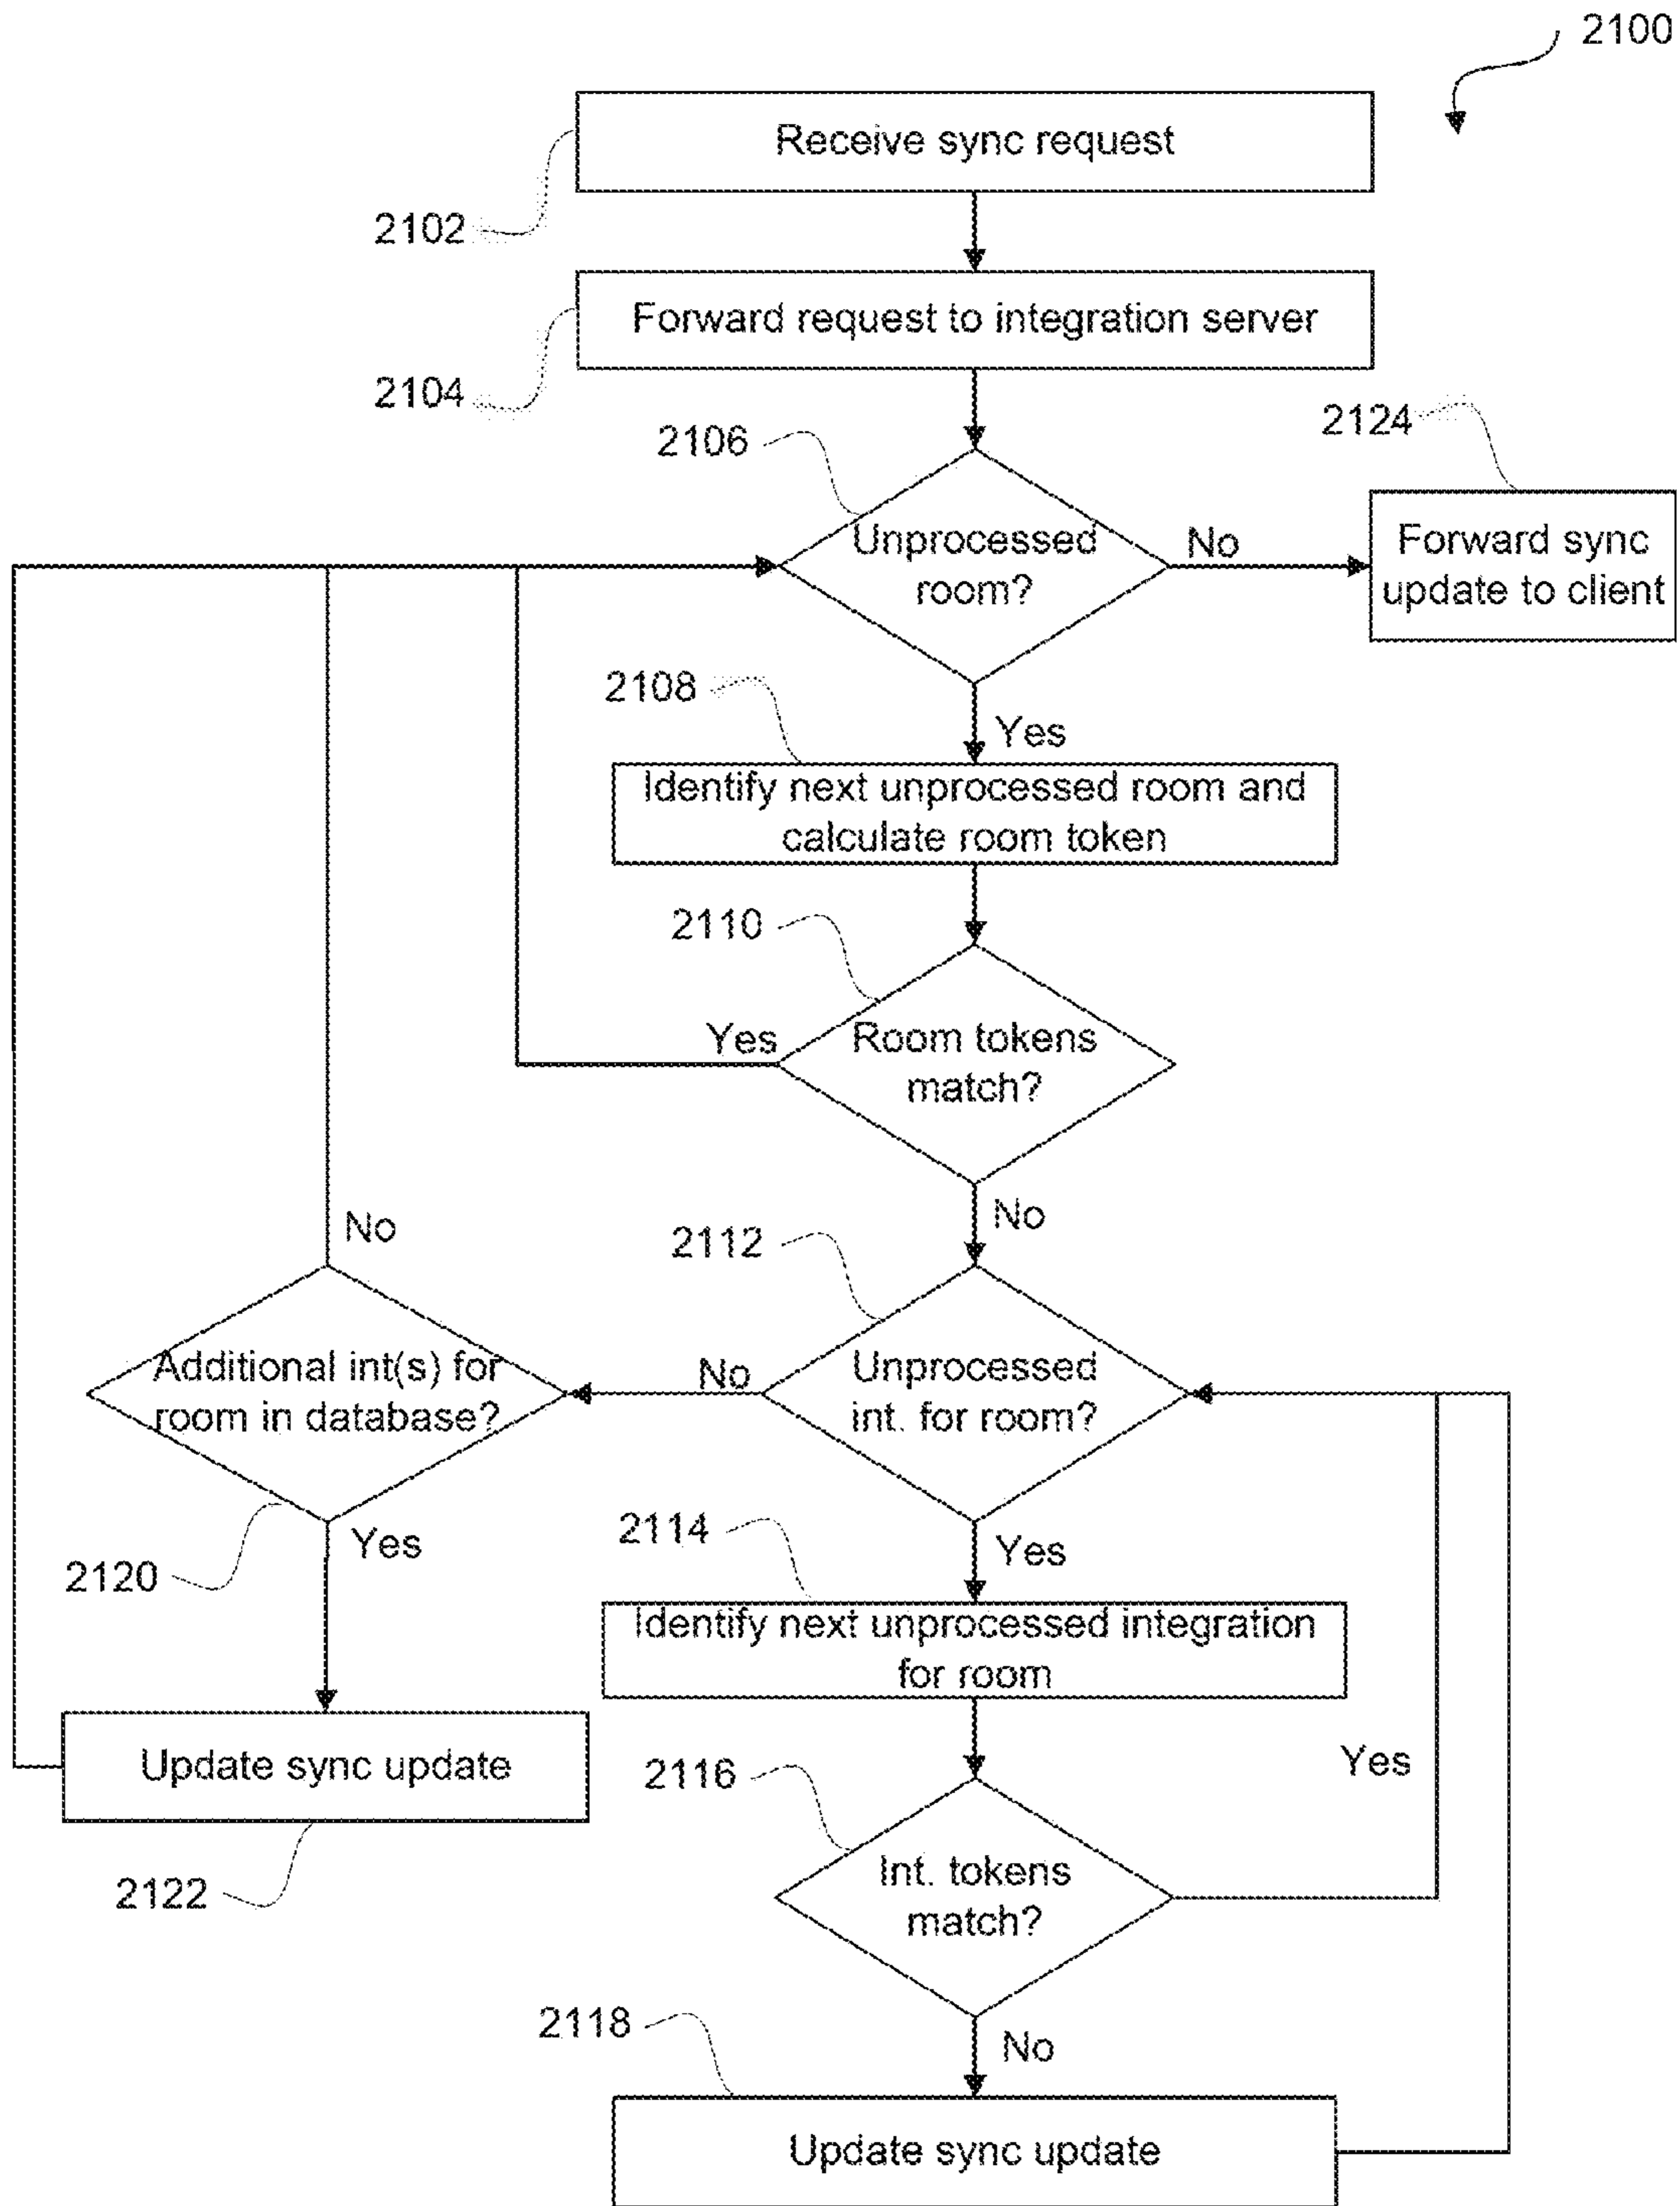 2100
Receive sync request
2102
Forward request to integration server
2104
2106
2124
Unprocessed
room?
No
Forward sync
update to client
2108
Yes
Identify next unprocessed room and
calculate room token
2110
Yes
Room tokens
match?
No
No
2112
Additional int(s) for
room in database?
No
Unprocessed
int. for room?
2120
Yes
2114
Yes
Identify next unprocessed integration
for room
Update sync update
2122
2116
Yes
Int. tokens
match?
2118
No
Update sync update